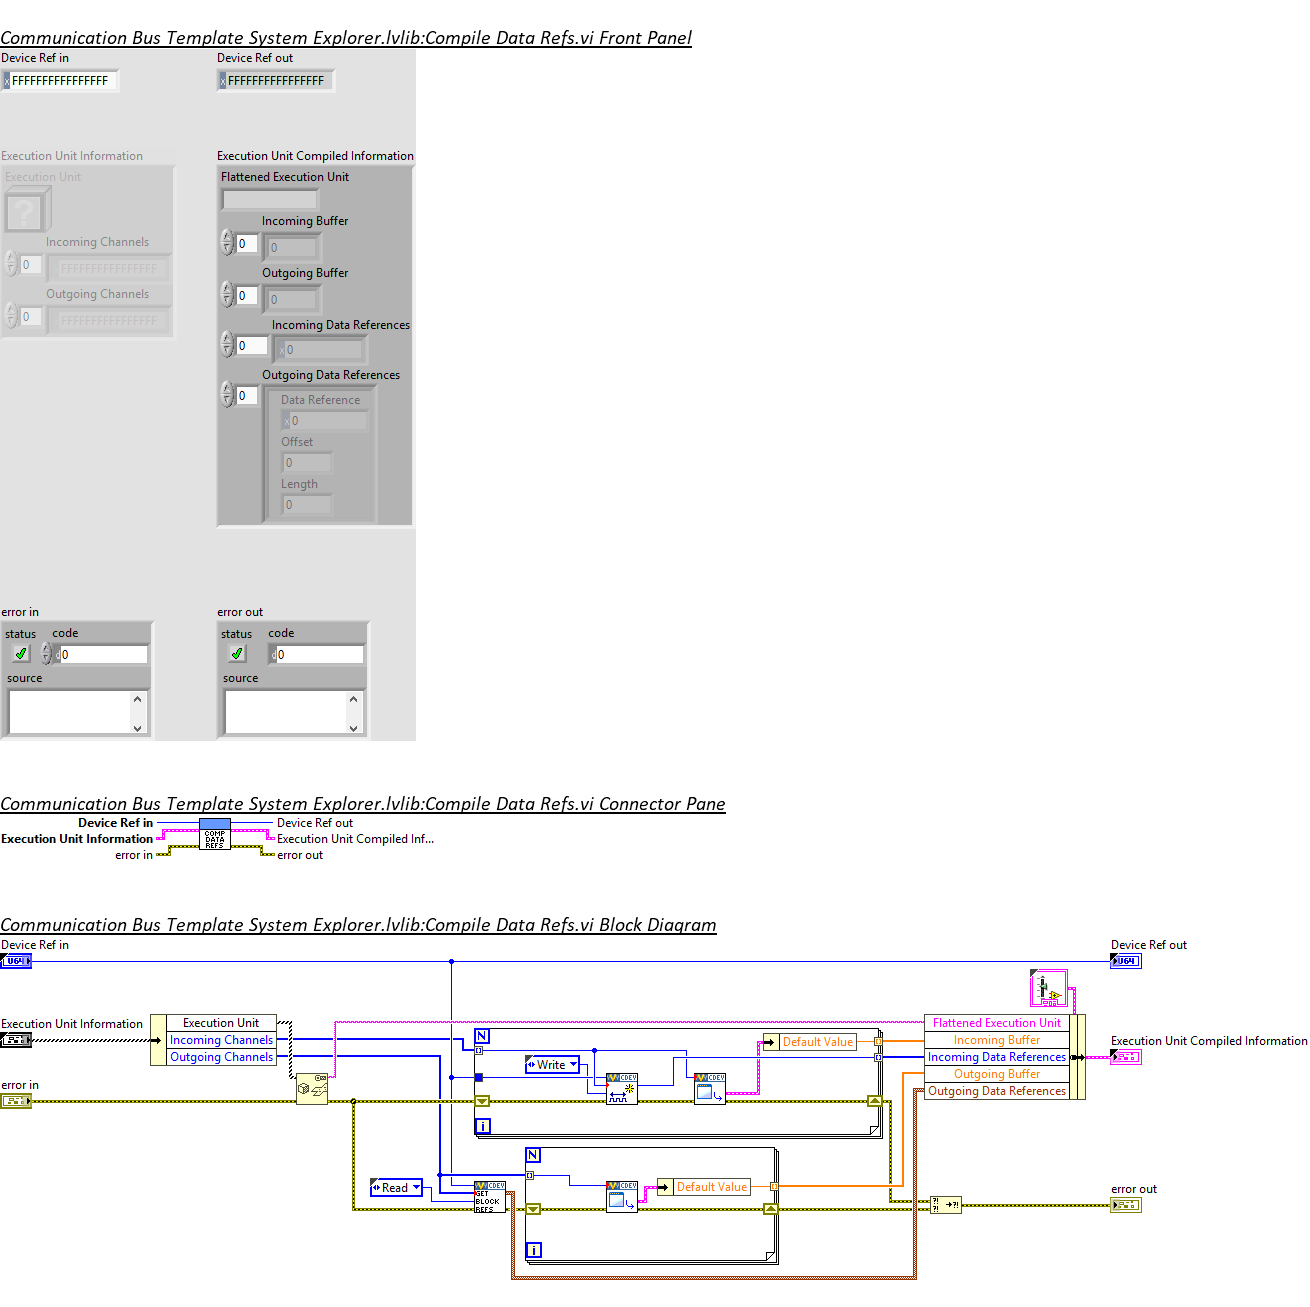 Communication Bus Template System Explorer.lvlib:Compile Data Refs.vi Front Panel
Device Ref in
Device Ref out
x FFFFFFFFFFFFFFFF
x FFFFFFFFFFFFFFFF
Execution Unit Information
Execution Unit Compiled Information
Execution Unit
Flattened Execution Unit
?
Incoming Buffer
Incoming Channels
0
0
0 FFFFFFFFFFFFFFFF
Outgoing Buffer
Outgoing Channels
0
0
0 FFFFFFFFFFFFFFFF
Incoming Data References
0
x 0
Outgoing Data References
0
Data Reference
x 0
Offset
0
Length
0
error in
error out
status code
status code
d 0
d 0
source
source
Communication Bus Template System Explorer.lvlib:Compile Data Refs.vi Connector Pane
Device Ref in
Device Ref out
Execution Unit Information
COMP DATA REFS
Execution Unit Compiled Inf...
error in
error out
Communication Bus Template System Explorer.lvlib:Compile Data Refs.vi Block Diagram
Device Ref in
Device Ref out
U64
U64
Execution Unit Information
Execution Unit
Incoming Channels
Outgoing Channels
N
Write
CDEV
CDEV
Default Value
i
Flattened Execution Unit
Incoming Buffer
Incoming Data References
Outgoing Buffer
Outgoing Data References
Execution Unit Compiled Information
error in
Read
CDEV
GET
BLOCK
REFS
N
CDEV
Default Value
i
?!
?! ?!
error out